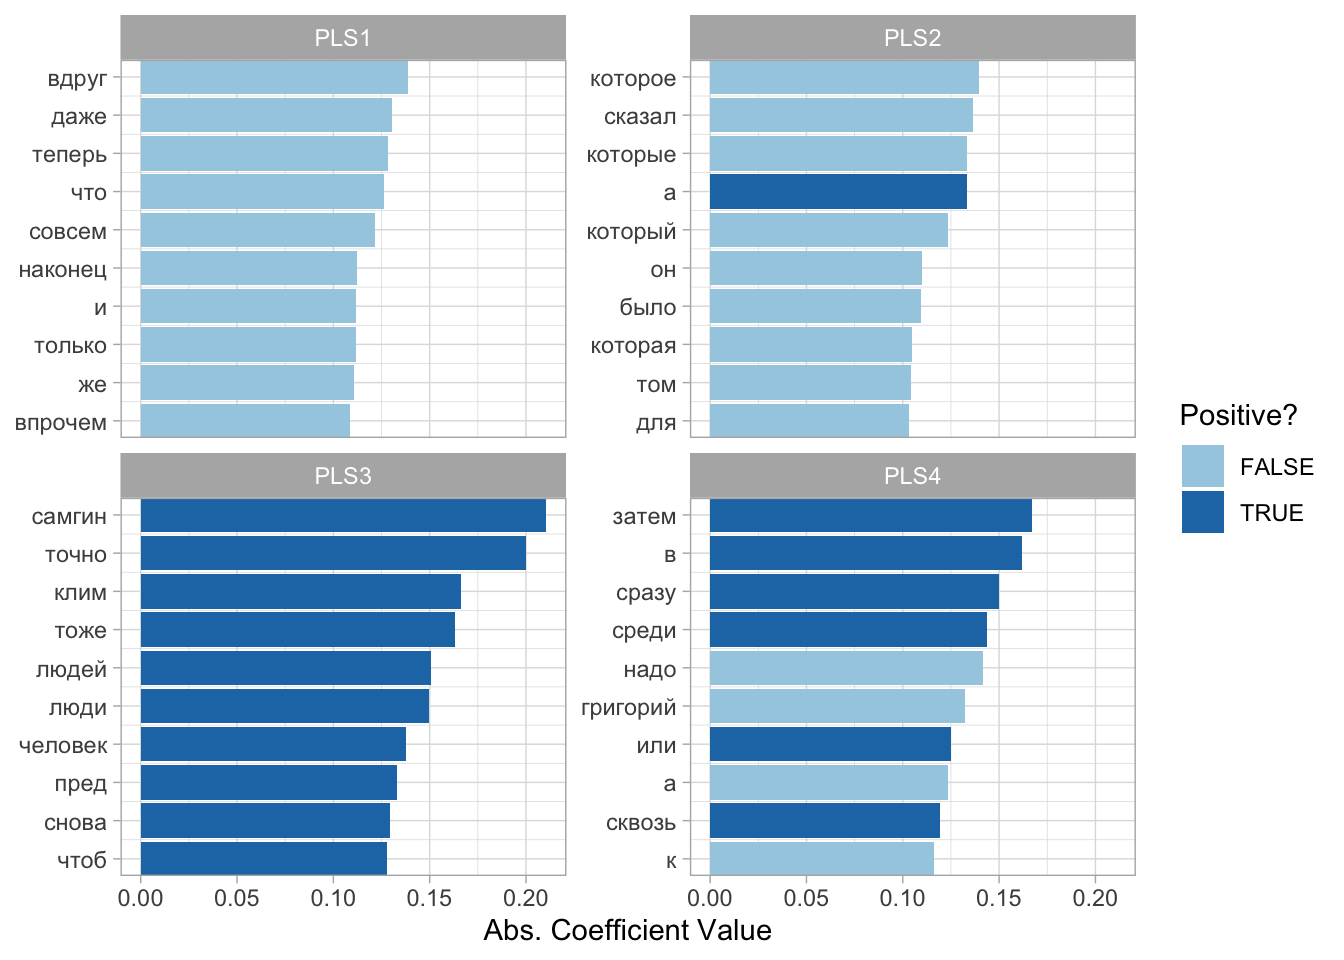 PLS1
вдруг
даже
теперь
что
совсем
наконец
и
только
же
впрочем
PLS2
которое
сказал
которые
а
который
он
было
которая
том
для
PLS3
самгин
точно
клим
тоже
людей
люди
человек
пред
снова
чтоб
0.00 0.05 0.10 0.15 0.20
PLS4
затем
в
сразу
среди
надо
григорий
или
а
сквозь
к
0.00 0.05 0.10 0.15 0.20
Abs. Coefficient Value
Positive?
FALSE
TRUE